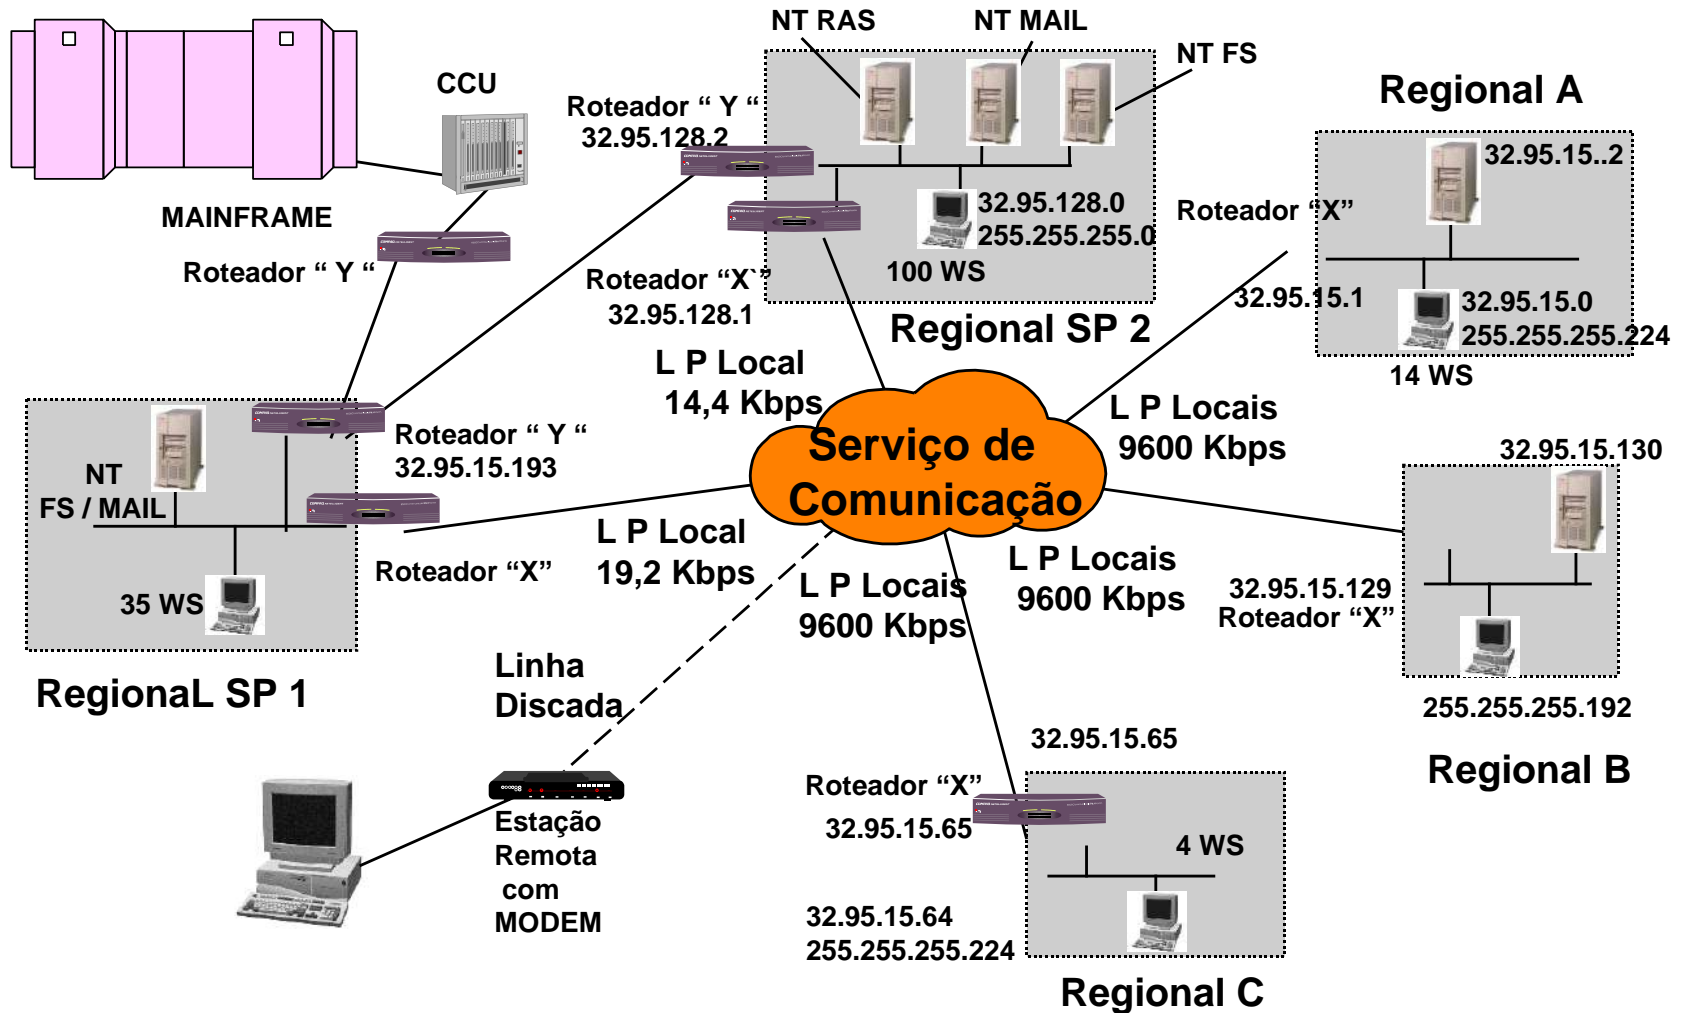 NT RAS
NT MAIL
NT FS
CCU
Roteador “ Y “
32.95.128.2
Regional A
32.95.15..2
MAINFRAME
Roteador “ Y “
32.95.128.0
255.255.255.0
100 WS
Roteador “X`”
32.95.128.1
Regional SP 2
Roteador “X”
32.95.15.1
32.95.15.0
255.255.255.224
14 WS
L P Local
14,4 Kbps
L P Locais
9600 Kbps
Serviço de
Comunicação
Roteador “ Y “
32.95.15.193
NT
FS / MAIL
35 WS
Roteador “X”
L P Local
19,2 Kbps
RegionaL SP 1
32.95.15.130
L P Locais
9600 Kbps
L P Locais
9600 Kbps
32.95.15.129
Roteador “X”
255.255.255.192
Regional B
Linha
Discada
Estação
Remota
com
MODEM
32.95.15.65
Roteador “X”
32.95.15.65
4 WS
32.95.15.64
255.255.255.224
Regional C